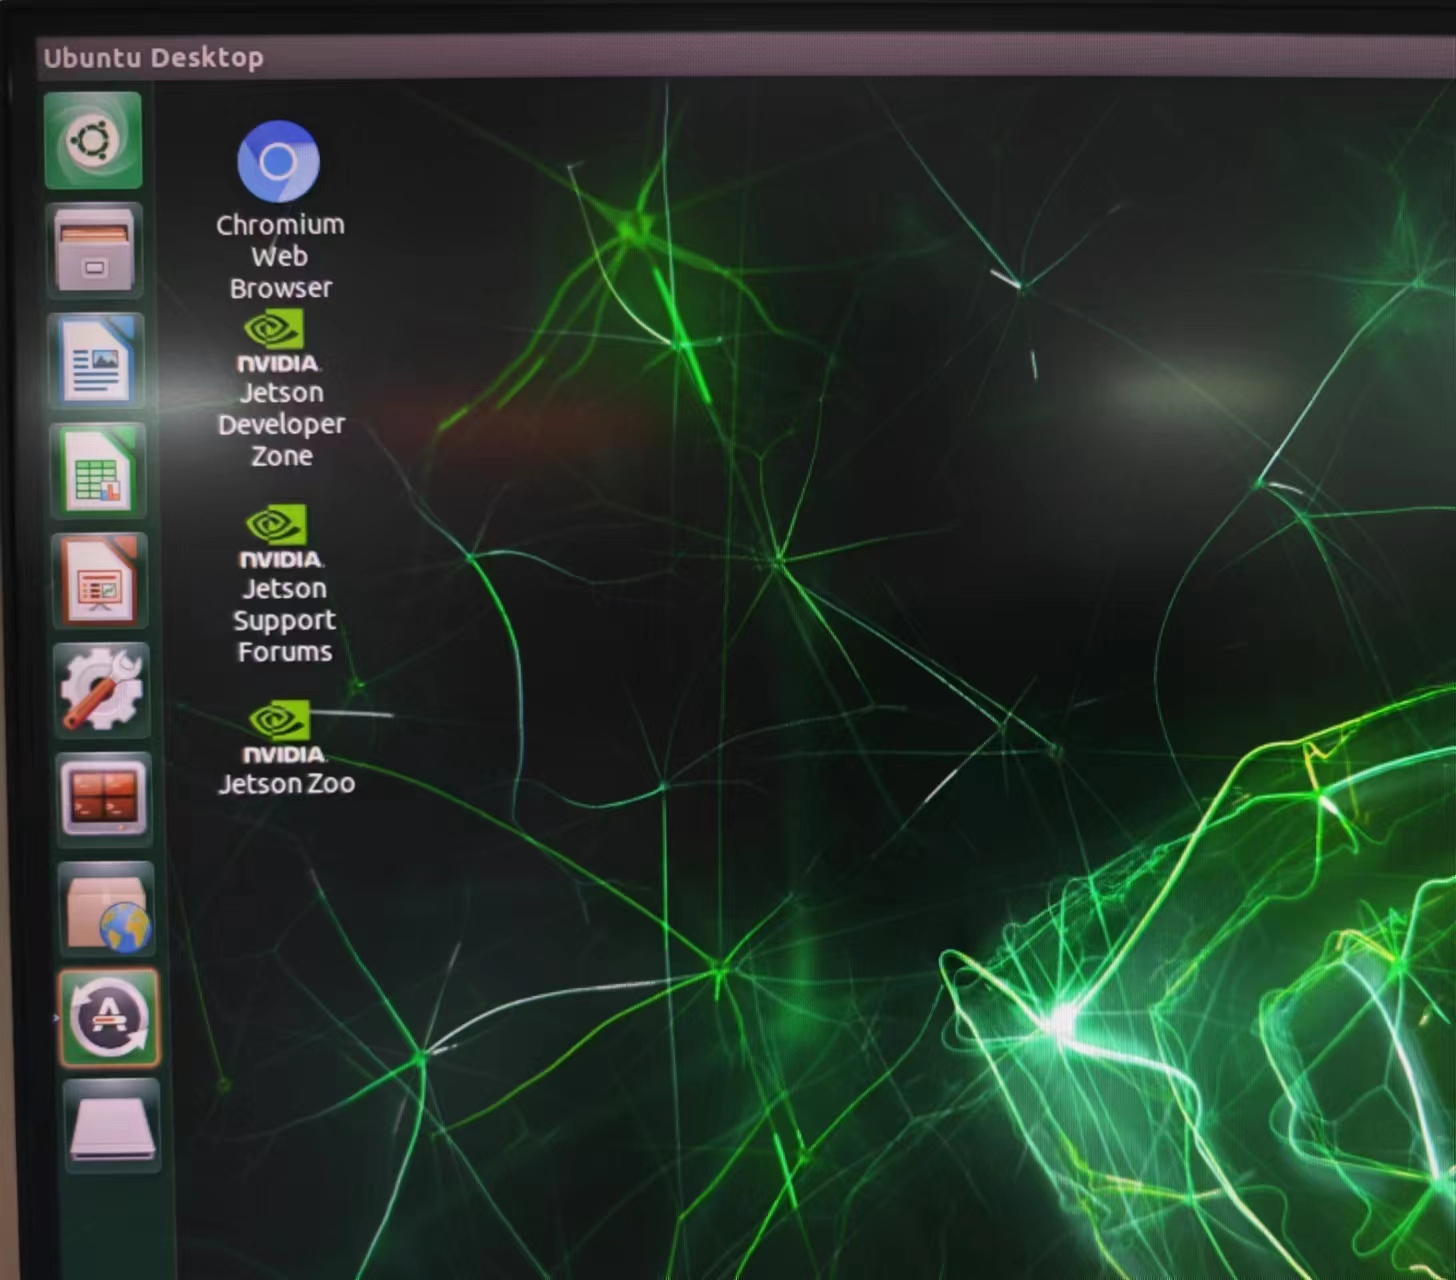 Ubuntu Desktop
Chromium
Web
Browser
NVIDIA.
Jetson
Developer
Zone
NVIDIA.
Jetson
Support
Forums
NVIDIA.
Jetson Zoo